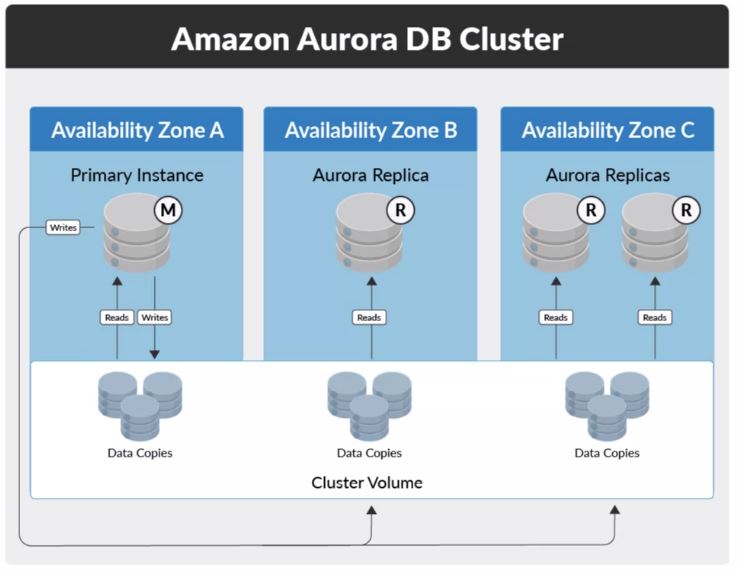 Amazon Aurora DB Cluster
Availability Zone A
Availability Zone B
Availability Zone C
Primary Instance
Aurora Replica
Aurora Replicas
M
R
R
R
Writes
Reads
Writes
Reads
Reads
Reads
Data Copies
Data Copies
Data Copies
Cluster Volume